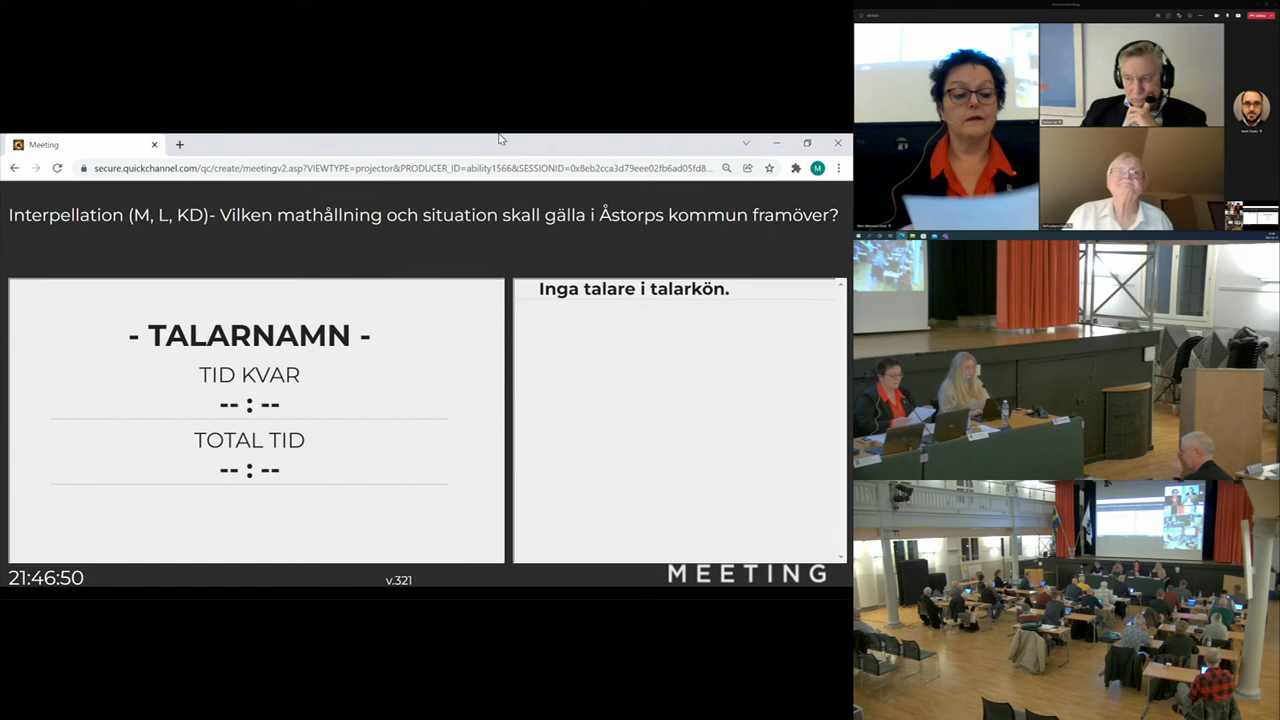 Meeting
secure.quickchannel.com/qc/create/meetingv2.asp?VIEWTYPE=projector&PRODUCER_ID=ability1566&SESSIONID=0x8eb2cca3d79eee02fb6ad05fd8...
M
Interpellation (M, L, KD)- Vilken mathållning och situation skall gälla i Åstorps kommun framöver?
- TALARNAMN -
TID KVAR
-- : --
TOTAL TID
-- : --
Inga talare i talarkön.
21:46:50
v.321
MEETING